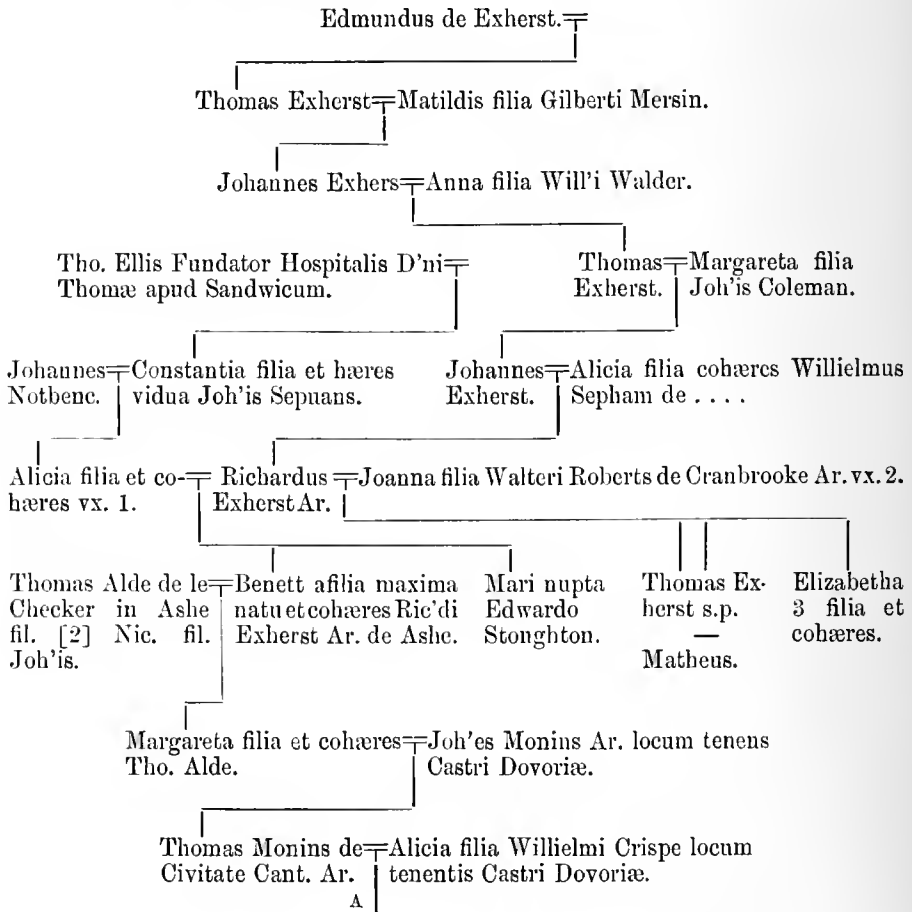 Edmundus de Exherst.
Thomas Exherst Matildis filia Gilberti Mersin.
Johannes Exhers Anna filia Will'i Walder.
Tho. Ellis Fundator Hospitalis D'ni
Thomæ apud Sandwicum.
Thomas
Exherst.
Margareta filia
Joh'is Coleman.
Johannes
Notbene.
Constantia filia et hæres
vidua Joh'is Sepuans.
Johannes
Exherst.
Alicia filia cohæres Willielmus
Sepham de . . . .
Alicia filia et co-
hæres vx. 1.
Richardus
Exherst Ar.
Joanna filia Walteri Roberts de Cranbrooke Ar. vx. 2.
Thomas Alde de le
Checker in Ashe
fil. [2] Nic. fil.
Joh'is.
Benett afilia maxima
natu et cohæres Ric'di
Exherst Ar. de Ashe.
Mari nupta
Edwardo
Stoughton.
Thomas Ex-
herst s.p.
—
Matheus.
Elizabetha
3 filia et
cohæres.
Margareta filia et cohæres
Tho. Alde.
Joh'es Monins Ar. locum tenens
Castri Dovoriæ.
Thomas Monins de
Civitate Cant. Ar.
Alicia filia Willielmi Crispe locum
tenentis Castri Dovoriæ.
A